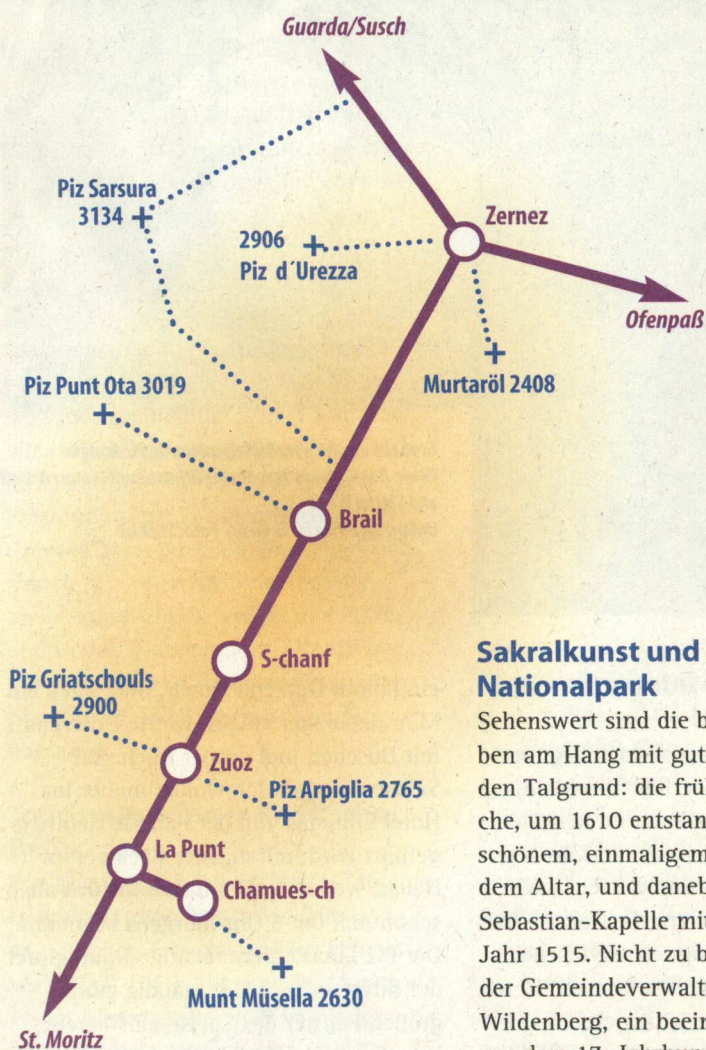 Guarda/Susch
Piz Sarsura
3134
Zernez
2906
Piz d´Urezza
Ofenpaß
Murtaröl 2408
Piz Punt Ota 3019
Brail
S-chanf
Piz Griatschouls
2900
Zuoz
Piz Arpiglia 2765
La Punt
Chamues-ch
Munt Müsella 2630
St. Moritz
Sakralkunst und
Nationalpark
Sehenswert sind die b
ben am Hang mit gut
den Talgrund: die frü
che, um 1610 entstan
schönem, einmaligem
dem Altar, und daneb
Sebastian-Kapelle mit
Jahr 1515. Nicht zu b
der Gemeindeverwalt
Wildenberg, ein beein